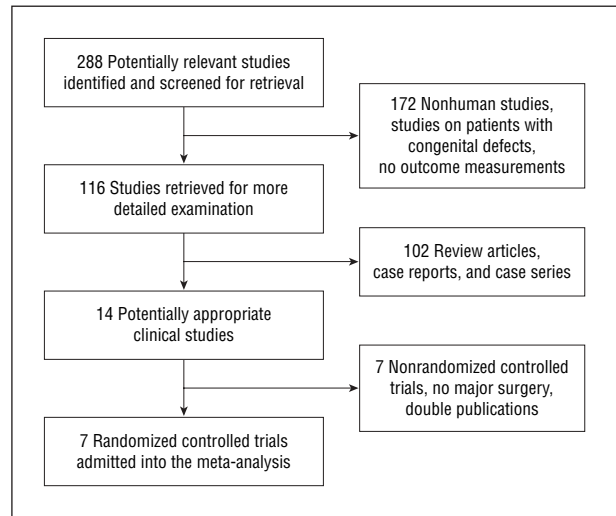 288 Potentially relevant studies
identified and screened for retrieval
172 Nonhuman studies,
studies on patients with
congenital defects,
no outcome measurements
116 Studies retrieved for more
detailed examination
102 Review articles,
case reports, and case series
14 Potentially appropriate
clinical studies
7 Nonrandomized controlled
trials, no major surgery,
double publications
7 Randomized controlled trials
admitted into the meta-analysis